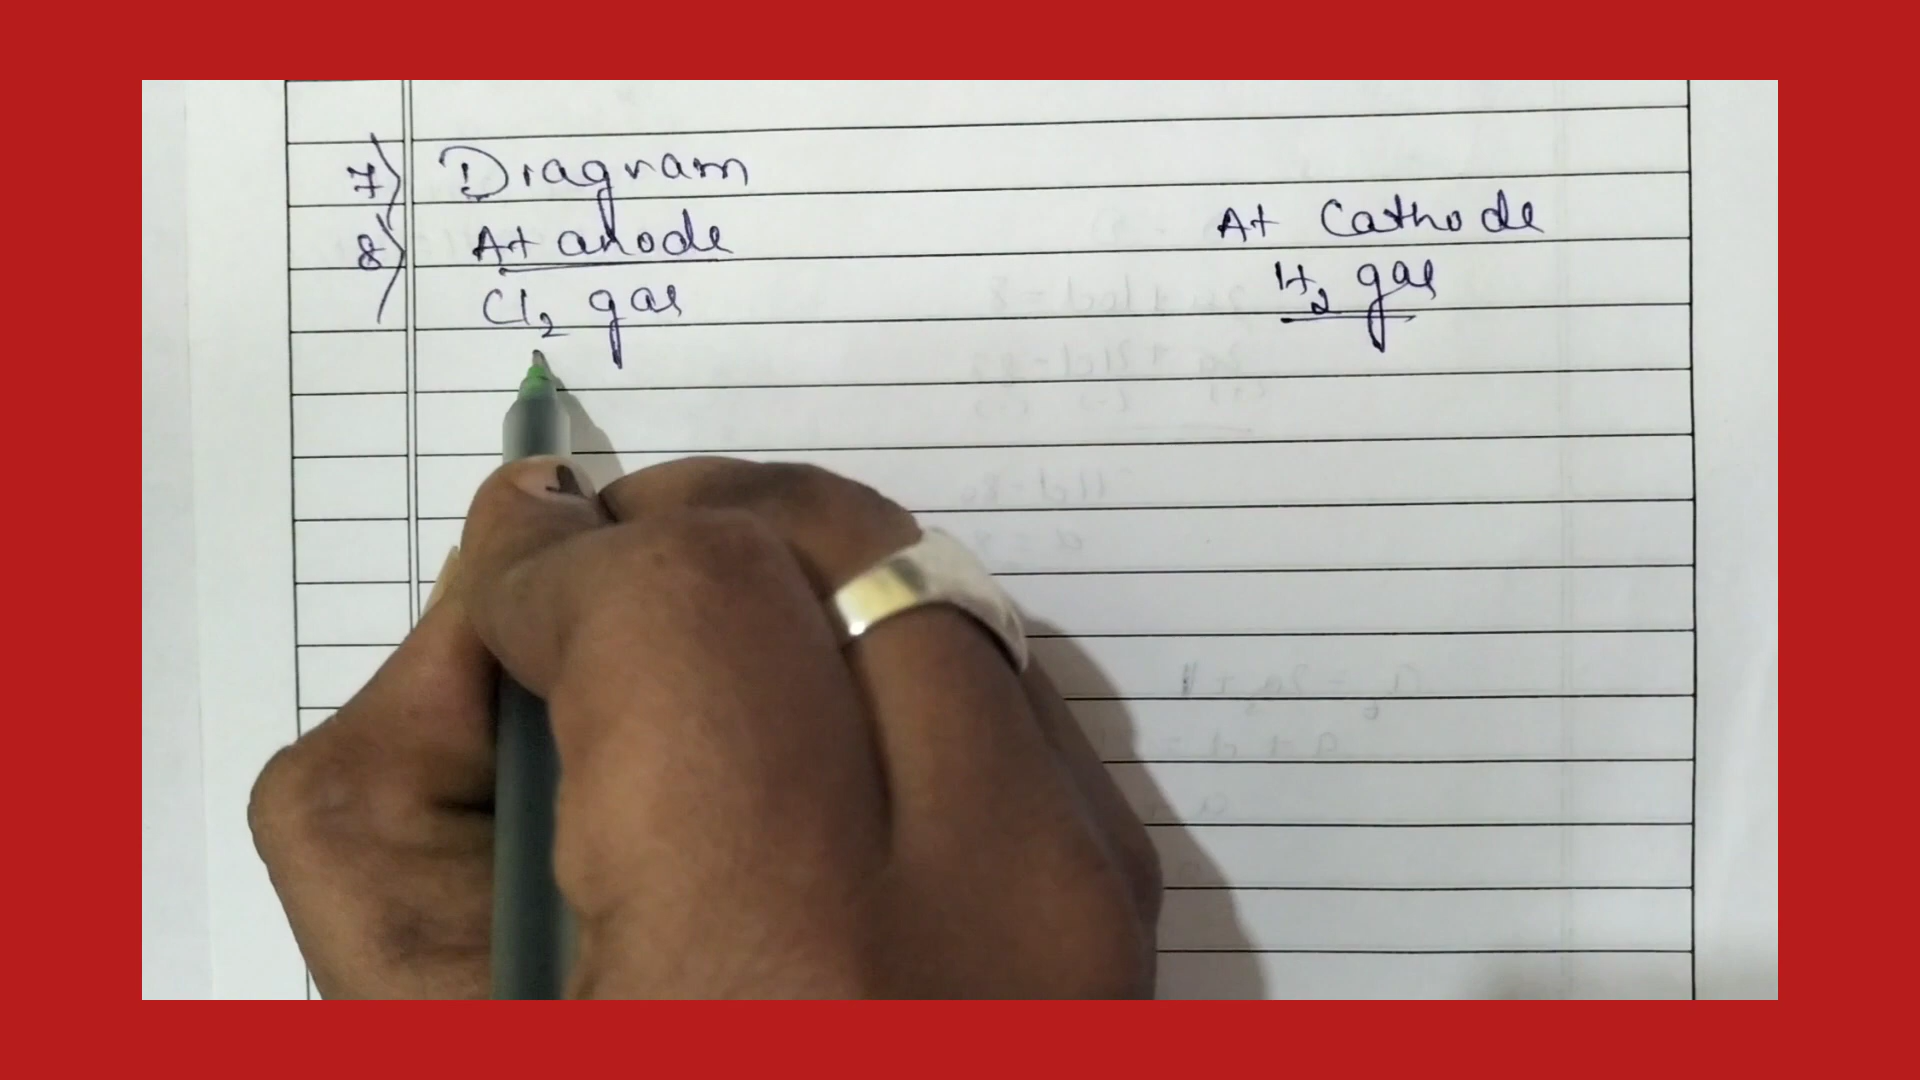 7) Diagram
8) At anode At Cathode
Cl2 gas H2 gas